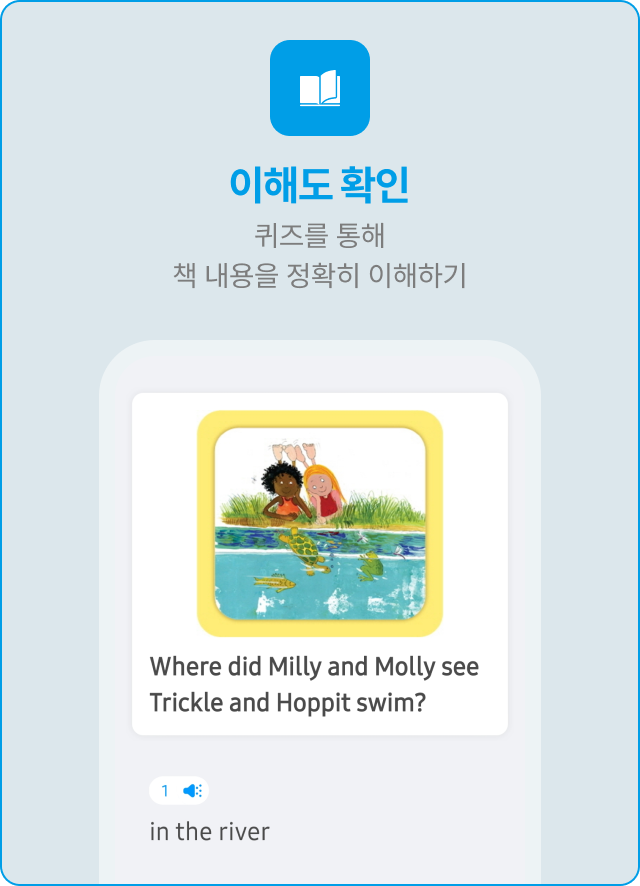 이해도 확인
퀴즈를 통해
책 내용을 정확히 이해하기
Where did Milly and Molly see
Trickle and Hoppit swim?
1
in the river